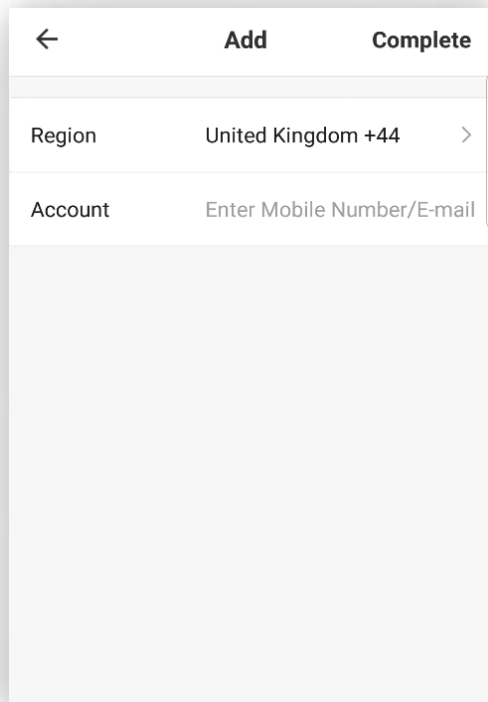 Add Complete
Region United Kingdom +44
Account Enter Mobile Number/E-mail